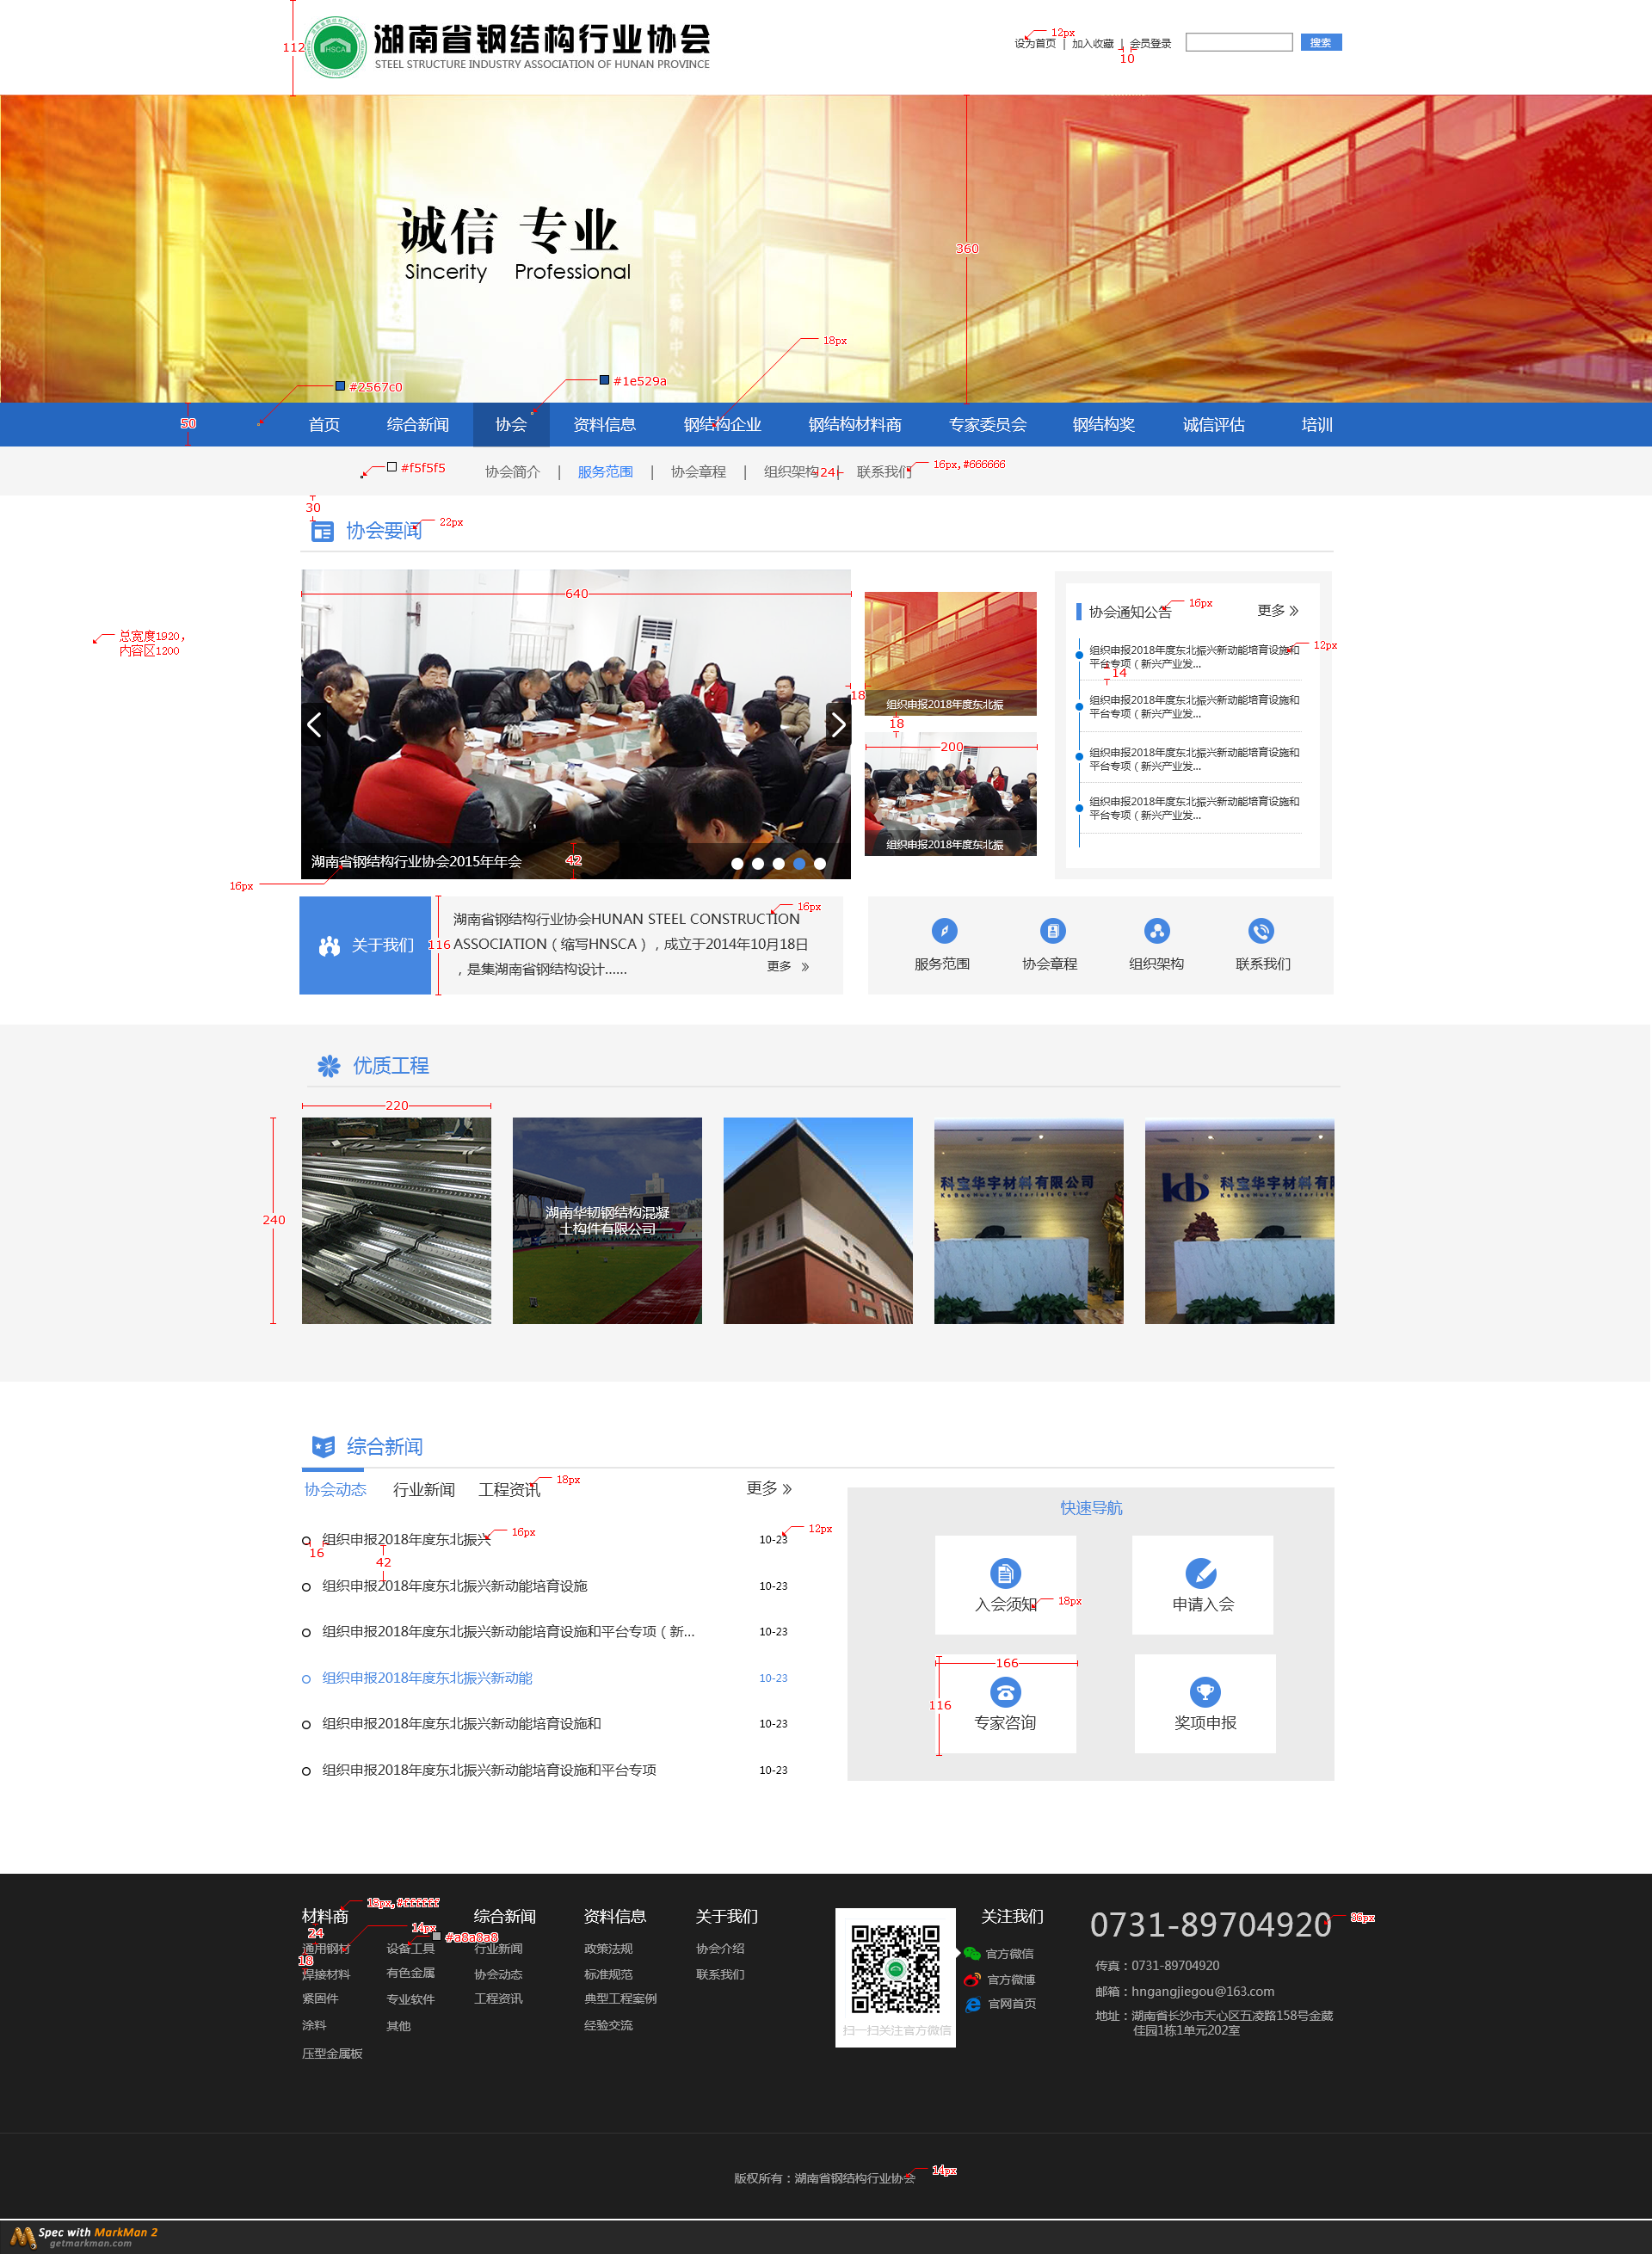 112
湖南省钢结构行业协会
STEEL STRUCTURE INDUSTRY ASSOCIATION OF HUNAN PROVINCE
HSCA
12px
设为首页 | 加入收藏 | 会员登录
搜索
10
360
诚信 专业
Sincerity Professional
18px
#2567c0
#1e529a
50
首页 综合新闻 协会 资料信息 钢结构企业 钢结构材料商 专家委员会 钢结构奖 诚信评估 培训
#f5f5f5
协会简介 | 服务范围 | 协会章程 | 组织架构 | 联系我们
24
16px,#666666
30
协会要闻
22px
640
总宽度1920,
内容区1200
18
湖南省钢结构行业协会2015年年会
42
16px
组织申报2018年度东北振
18
200
组织申报2018年度东北振
协会通知公告
16px
更多
12px
组织申报2018年度东北振兴新动能培育设施和
平台专项（新兴产业发...
14
组织申报2018年度东北振兴新动能培育设施和
平台专项（新兴产业发...
组织申报2018年度东北振兴新动能培育设施和
平台专项（新兴产业发...
组织申报2018年度东北振兴新动能培育设施和
平台专项（新兴产业发...
关于我们
116
16px
湖南省钢结构行业协会HUNAN STEEL CONSTRUCTION
ASSOCIATION（缩写HNSCA），成立于2014年10月18日
，是集湖南省钢结构设计......
更多
服务范围 协会章程 组织架构 联系我们
优质工程
220
240
湖南华韧钢结构混凝
土构件有限公司
科宝华宇材料有限
KeBaoHuaYuMaterialsCo.,LTD
kb 科宝华宇材料有限
综合新闻
协会动态 行业新闻 工程资讯
18px
更多
组织申报2018年度东北振兴
10-23
16px
12px
16
42
组织申报2018年度东北振兴新动能培育设施
10-23
组织申报2018年度东北振兴新动能培育设施和平台专项（新...
10-23
组织申报2018年度东北振兴新动能
10-23
组织申报2018年度东北振兴新动能培育设施和
10-23
组织申报2018年度东北振兴新动能培育设施和平台专项
10-23
快速导航
入会须知
18px
申请入会
166
116
专家咨询
奖项申报
材料商
18px,#ffffff
24
14px
#a8a8a8
18
通用钢材
焊接材料
紧固件
涂料
压型金属板
设备工具
有色金属
专业软件
其他
综合新闻
行业新闻
协会动态
工程资讯
资料信息
政策法规
标准规范
典型工程案例
经验交流
关于我们
协会介绍
联系我们
扫一扫关注官方微信
关注我们
官方微信
官方微博
官网首页
0731-89704920
36px
传真：0731-89704920
邮箱：hngangjiegou@163.com
地址：湖南省长沙市天心区五凌路158号金蔵
佳园1栋1单元202室
版权所有：湖南省钢结构行业协会
14px
Spec with MarkMan 2
getmarkman.com